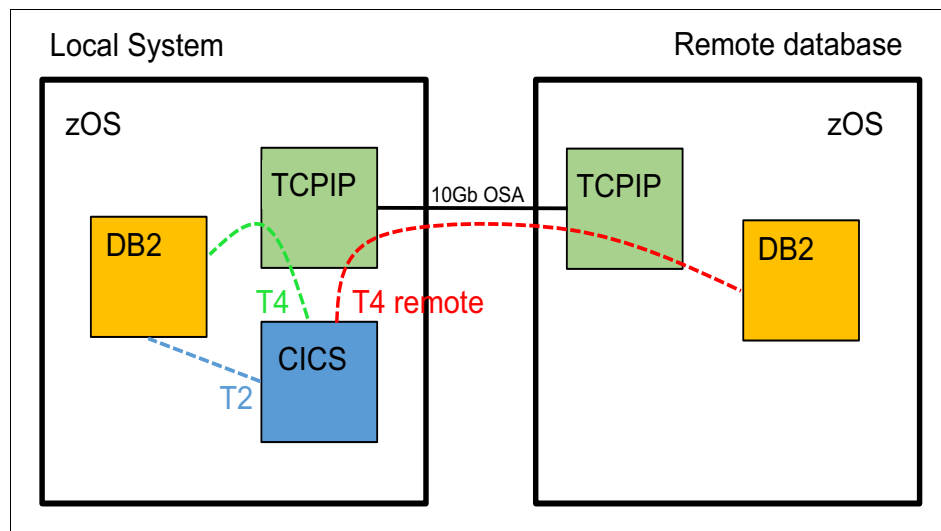 Local System
Remote database
zOS
zOS
TCPIP
10Gb OSA
TCPIP
DB2
DB2
T4
T4 remote
CICS
T2